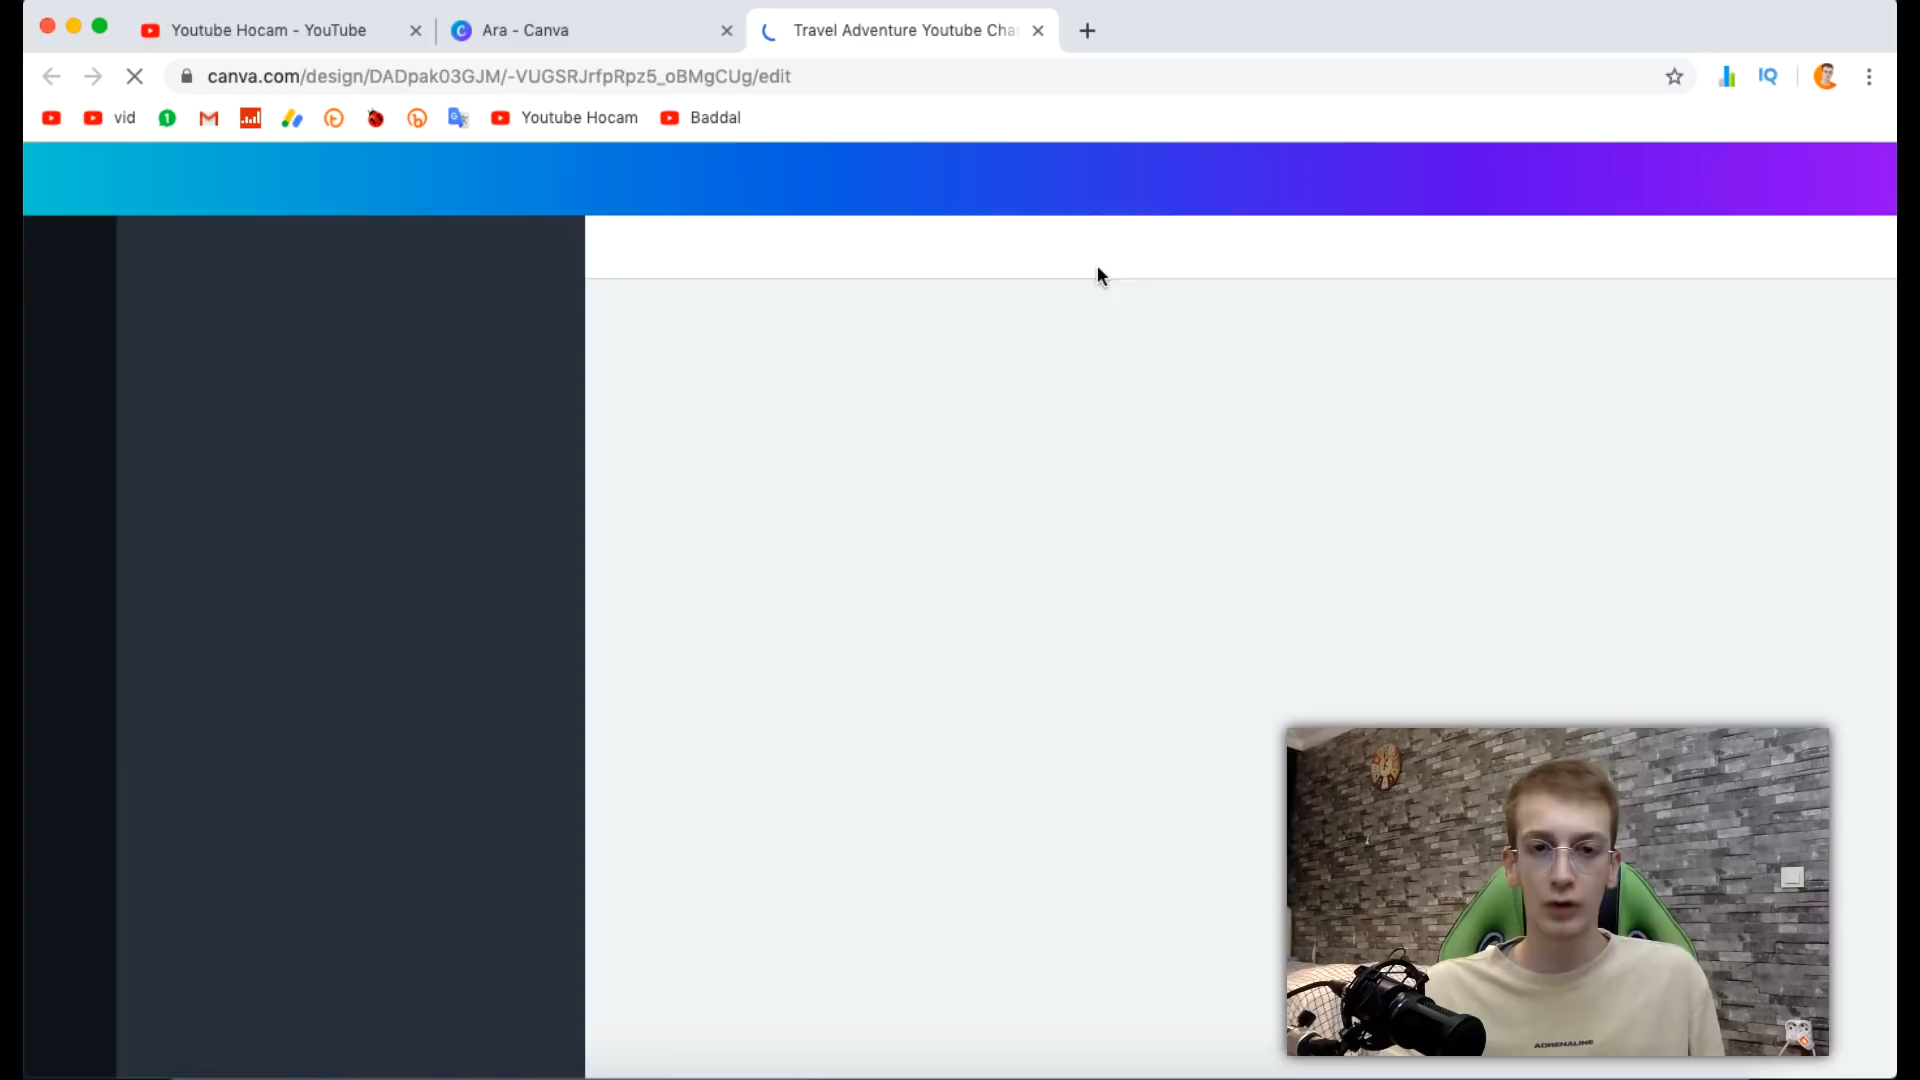 Youtube Hocam - YouTube
Ara - Canva
Travel Adventure Youtube Cha
canva.com/design/DADpak03GJM/-VUGSRJrfpRpz5_oBMgCUg/edit
IQ
vid
Youtube Hocam
Baddal
ADRENALINE